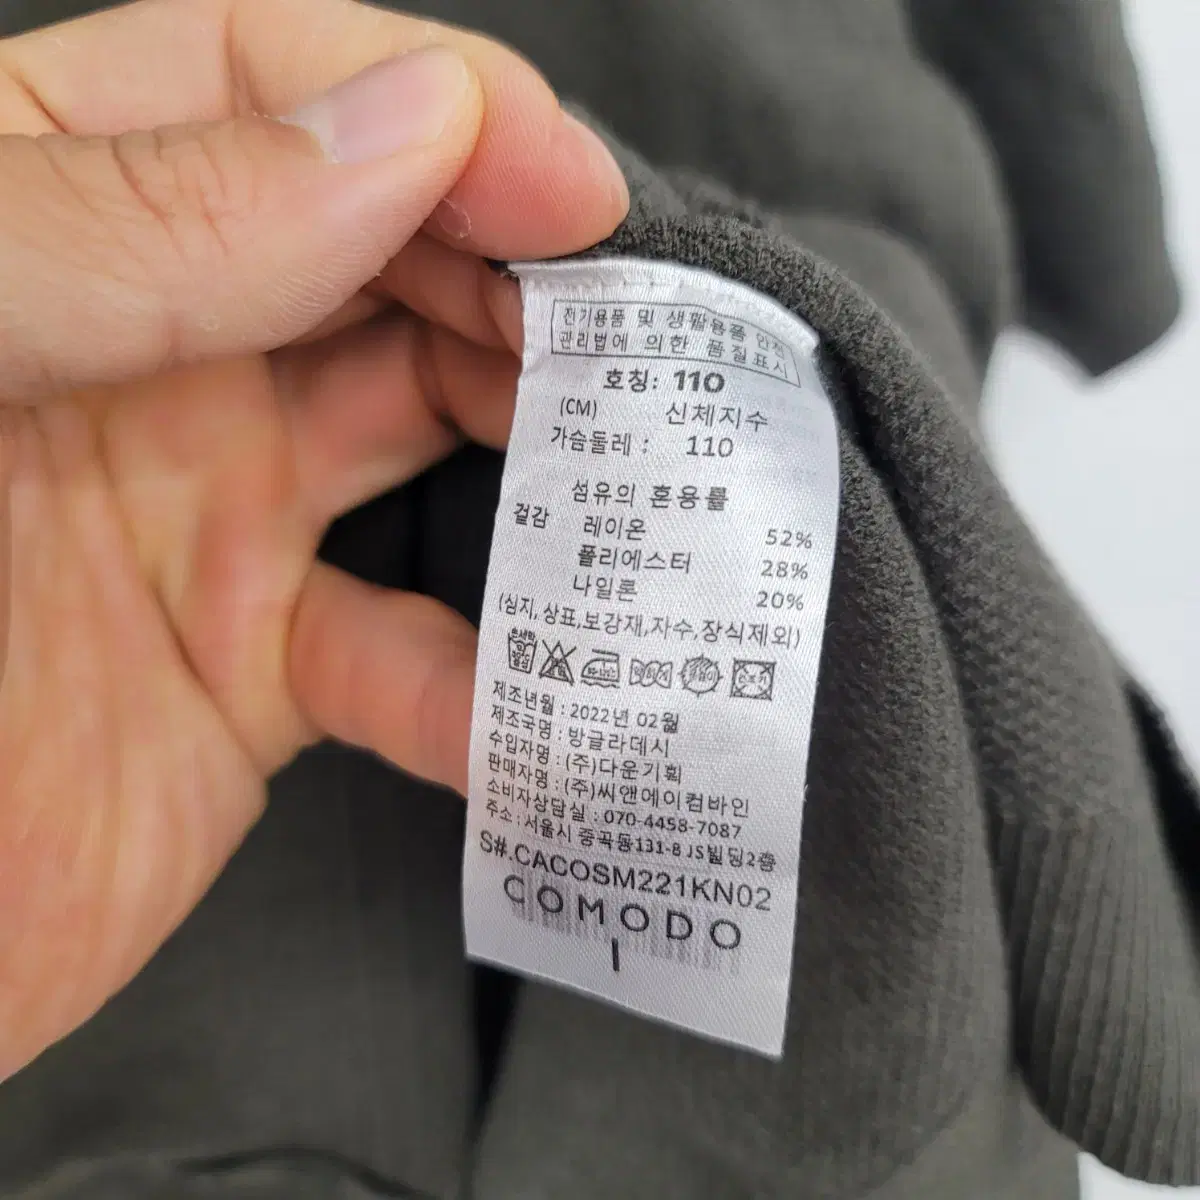 전기용품 및 생활용품 안전
관리법에 의한 품질표시
호칭: 110
(CM) 신체지수
가슴둘레 : 110
섬유의 혼용률
겉감 레이온 52%
폴리에스터 28%
나일론 20%
(심지,상표,보강재,자수,장식제외)
제조년월 : 2022년 02월
제조국명 : 방글라데시
수입자명 : (주)다운기획
판매자명 : (주)씨앤에이컴바인
소비자상담실 : 070-4458-7087
주소 : 서울시 중곡동131-8 JS빌딩2층
S#.CACOSM221KN02
COMODO